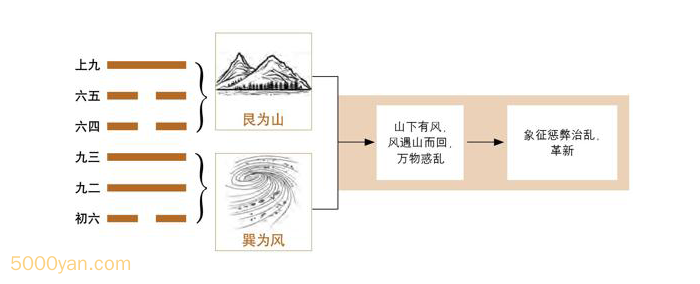 上九
六五
六四
九三
九二
初六
艮为山
巽为风
山下有风,
风遇山而回,
万物惑乱
象征惩弊治乱,
革新
5000yan.com